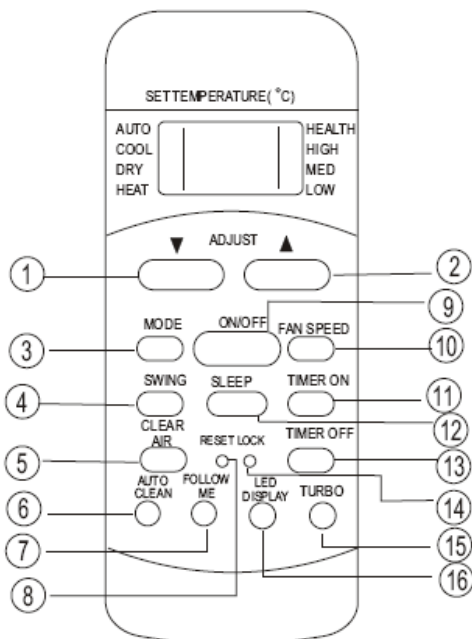 SET TEMPERATURE(°C)
AUTO HEALTH
COOL HIGH
DRY MED
HEAT LOW
▼ ADJUST ▲
1 2
9
MODE ON/OFF FAN SPEED
3 10
SWING SLEEP TIMER ON
4 11
12
CLEAR
AIR RESET LOCK TIMER OFF
5 13
AUTO
CLEAN FOLLOW
ME LED
DISPLAY TURBO
6 14
7 15
8 16